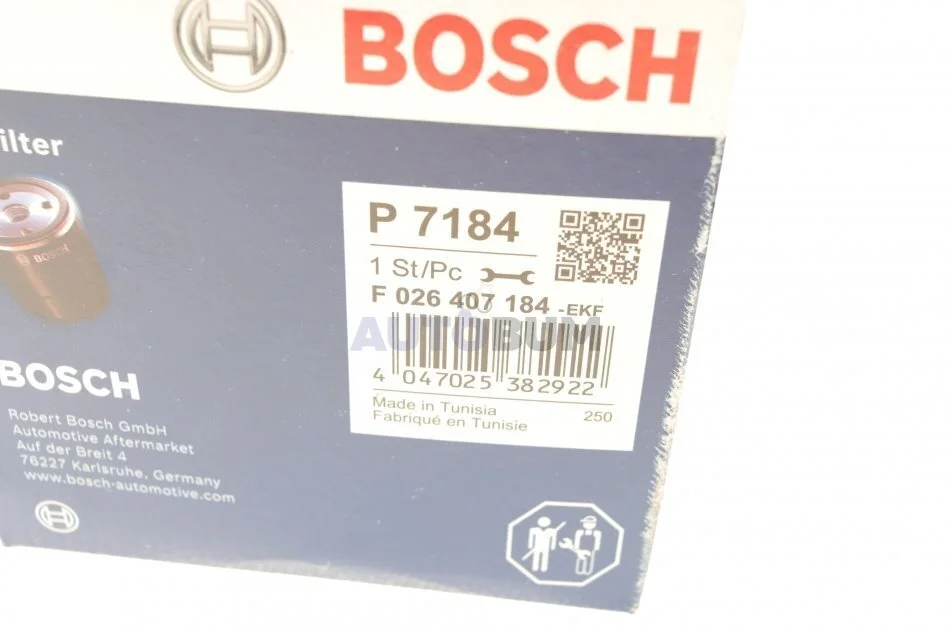 BOSCH
ilter
BOSCH
P 7184
1 St/Pc
F 026 407 184 -EKF
AUTOBUM
4 047025 382922
Made in Tunisia
250
Fabriqué en Tunisie
BOSCH
Robert Bosch GmbH
Automotive Aftermarket
Auf der Breit 4
76227 Karlsruhe, Germany
www.bosch-automotive.com